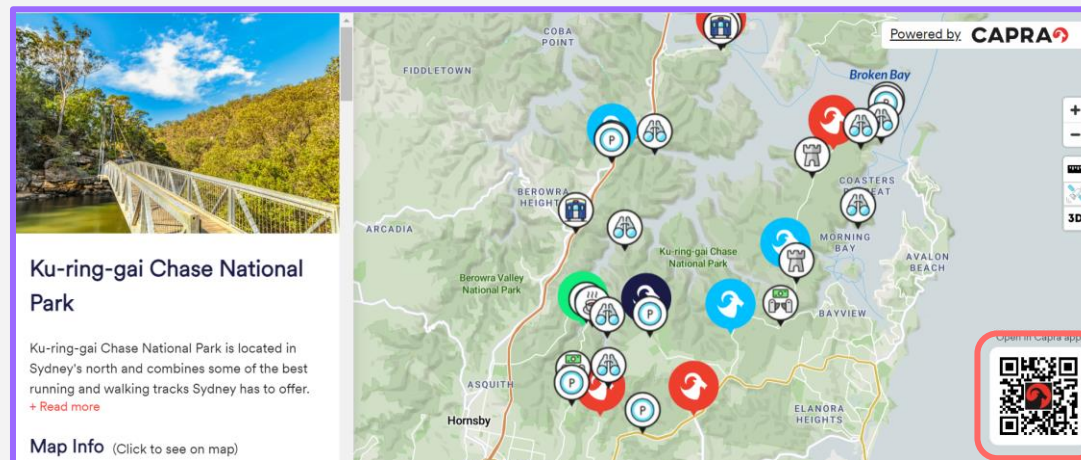 Ku-ring-gai Chase National
Park
Ku-ring-gai Chase National Park is located in
Sydney's north and combines some of the best
running and walking tracks Sydney has to offer.
+ Read more
Map Info (Click to see on map)
Powered by CAPRA
COBA
POINT
FIDDLETOWN
Broken Bay
+
−
3D
BEROWRA
COASTERS
ARCADIA
MORNING
BAY
AVALON
BEACH
Ku-ring-gai Chase
National Park
Berowra Valley
National Park
P
P
P
P
BAYVIEW
Open in Capra app
ASQUITH
Hornsby
ELANORA
HEIGHTS